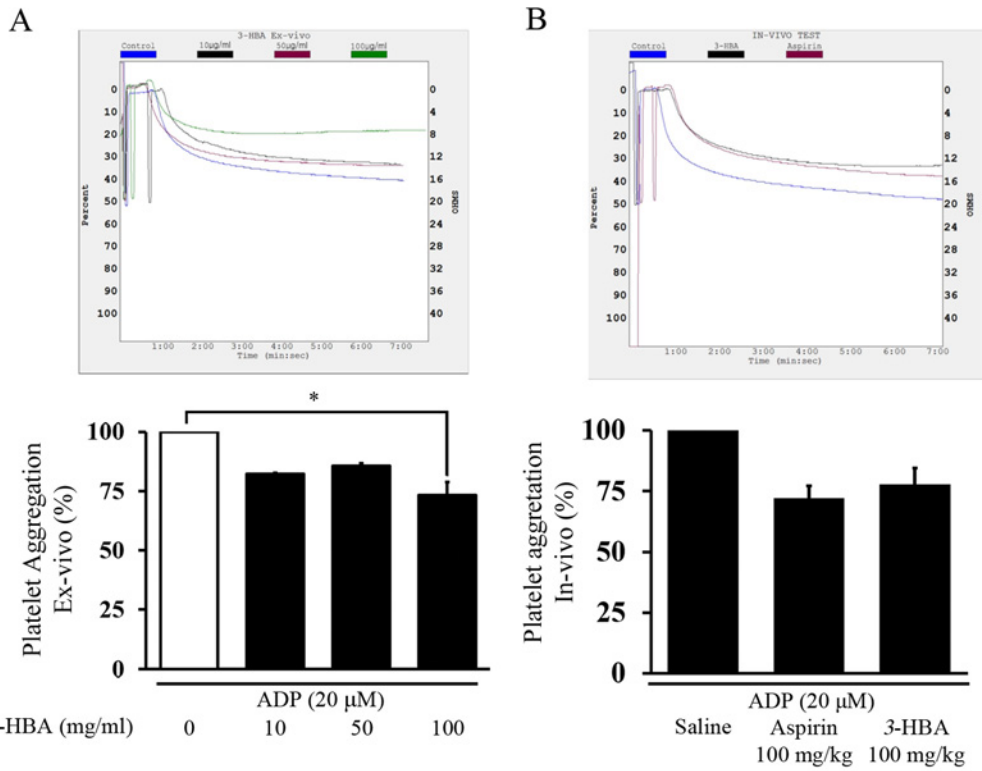 A
3-HBA Ex-vivo
Control 10µg/ml 50µg/ml 100µg/ml
0 0
10 4
20 8
30 12
40 16
50 20
60 24
70 28
80 32
90 36
100 40
Percent
OHMS
1:00 2:00 3:00 4:00 5:00 6:00 7:00
Time (min:sec)
*
Platelet Aggregation
Ex-vivo (%)
100
75
50
25
0
ADP (20 µM)
-HBA (mg/ml) 0 10 50 100
B
IN-VIVO TEST
Control 3-HBA Aspirin
0 0
10 4
20 8
30 12
40 16
50 20
60 24
70 28
80 32
90 36
100 40
Percent
OHMS
1:00 2:00 3:00 4:00 5:00 6:00 7:00
Time (min:sec)
Platelet aggretation
In-vivo (%)
100
75
50
25
0
ADP (20 µM)
Saline Aspirin 3-HBA
100 mg/kg 100 mg/kg